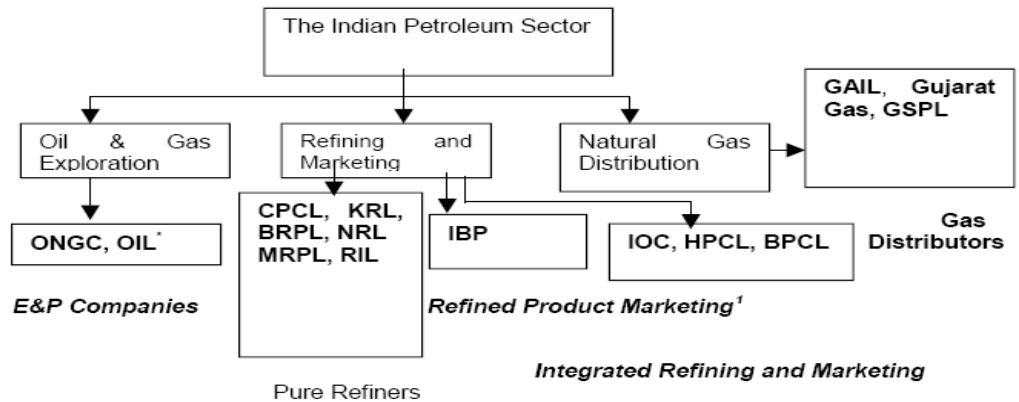 The Indian Petroleum Sector
GAIL, Gujarat
Gas, GSPL
Oil & Gas
Exploration
Refining and
Marketing
Natural Gas
Distribution
CPCL, KRL,
BRPL, NRL
MRPL, RIL
ONGC, OIL*
IBP
IOC, HPCL, BPCL
Gas
Distributors
E&P Companies
Refined Product Marketing¹
Integrated Refining and Marketing
Pure Refiners